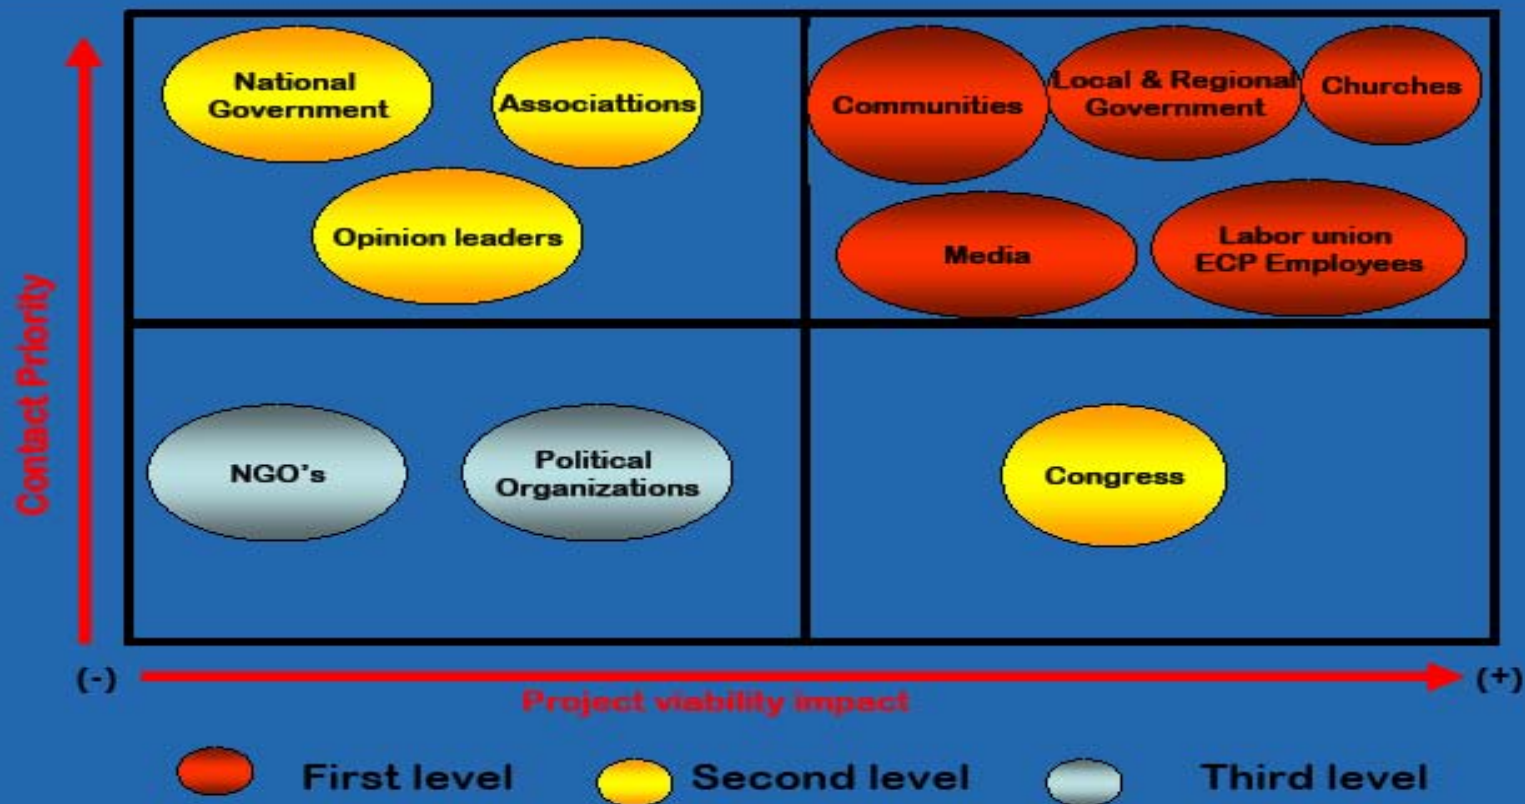 National
Government
Associattions
Opinion leaders
Communities
Local & Regional
Government
Churches
Media
Labor union
ECP Employees
Contact Priority
NGO's
Political
Organizations
Congress
(-)
(+)
Project viability impact
First level
Second level
Third level